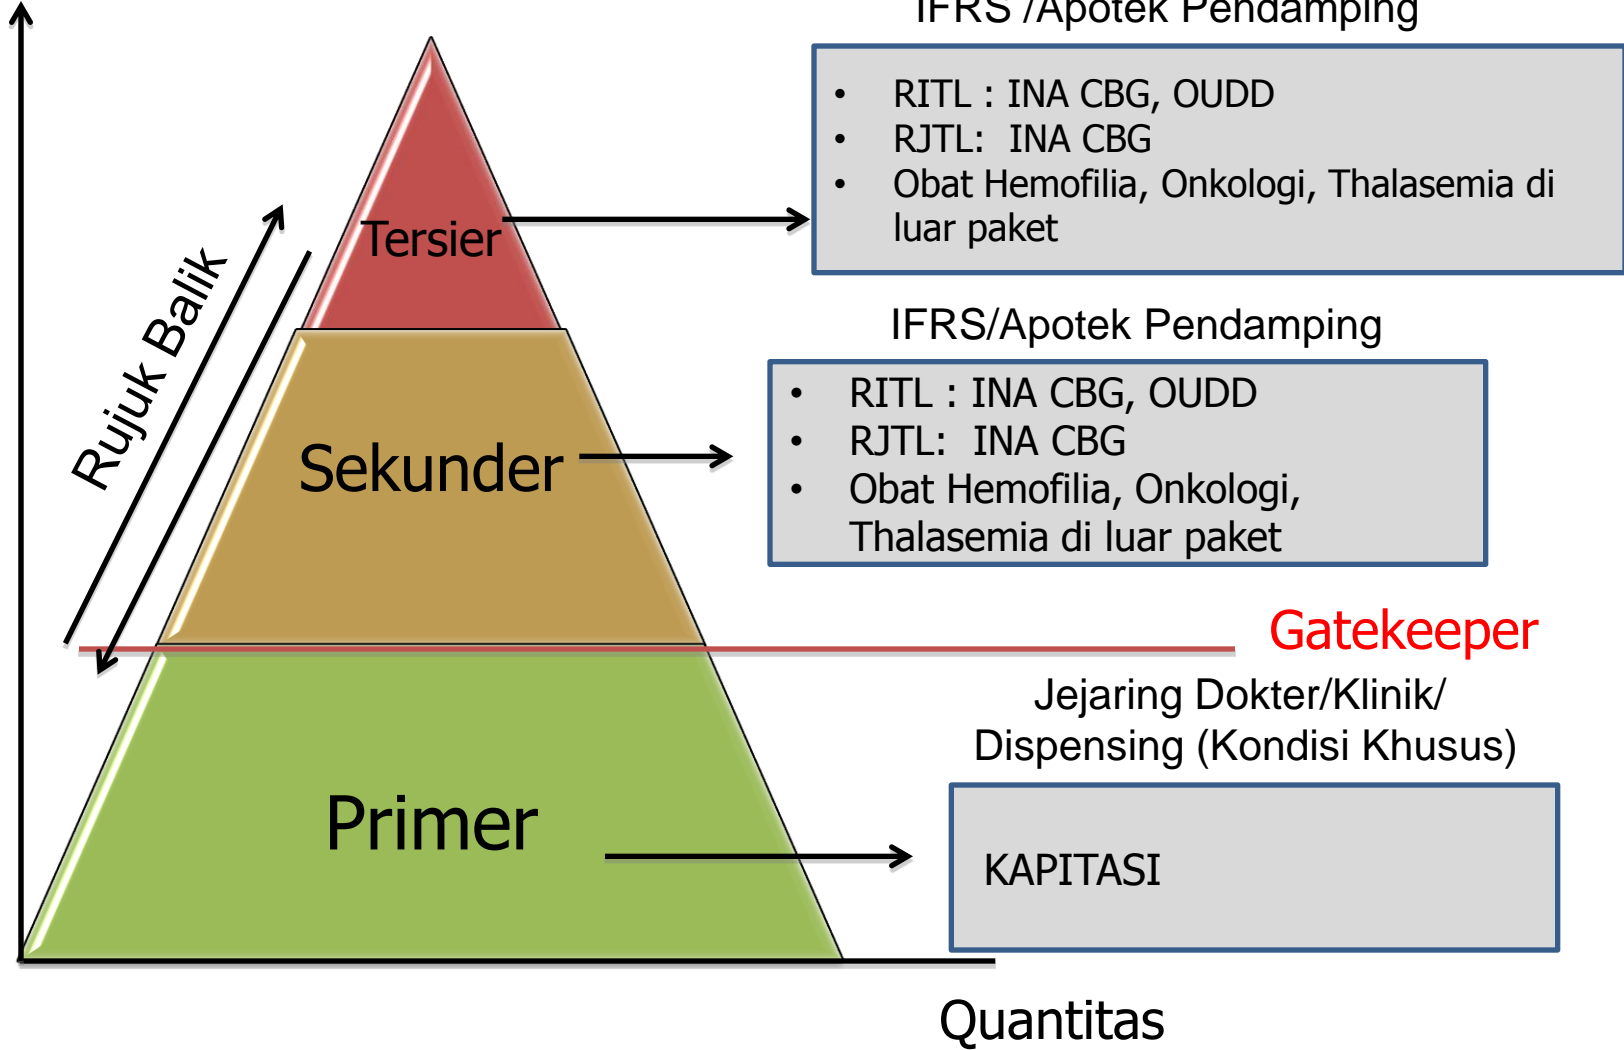 IFRS /Apotek Pendamping
• RITL : INA CBG, OUDD
• RJTL: INA CBG
• Obat Hemofilia, Onkologi, Thalasemia di
luar paket
Tersier
Rujuk Balik
IFRS/Apotek Pendamping
• RITL : INA CBG, OUDD
• RJTL: INA CBG
• Obat Hemofilia, Onkologi,
Thalasemia di luar paket
Sekunder
Gatekeeper
Jejaring Dokter/Klinik/
Dispensing (Kondisi Khusus)
Primer
KAPITASI
Quantitas